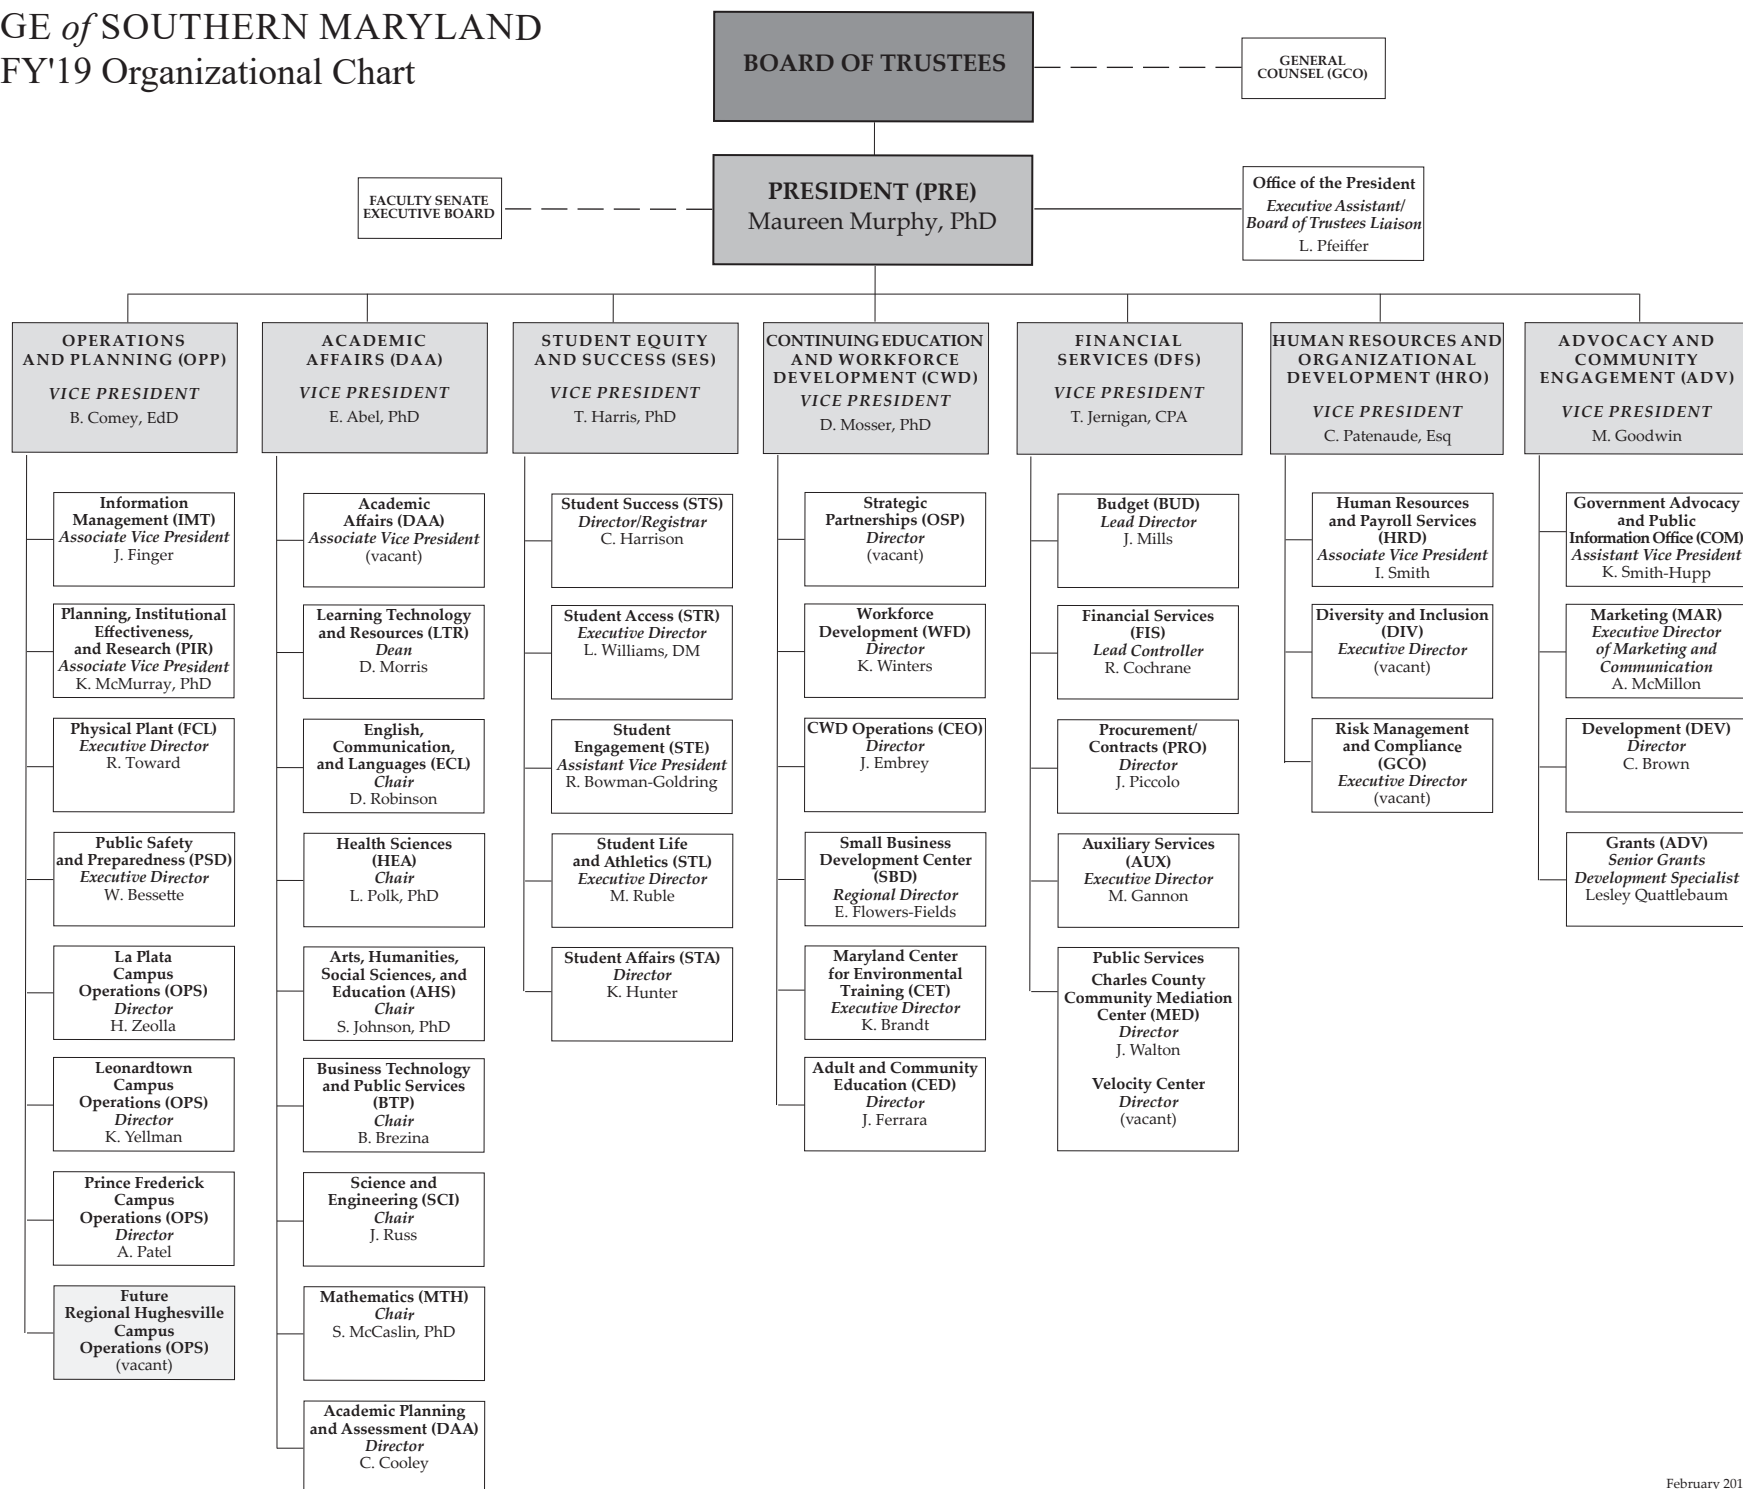 GE of SOUTHERN MARYLAND
FY'19 Organizational Chart
BOARD OF TRUSTEES
GENERAL
COUNSEL (GCO)
FACULTY SENATE
EXECUTIVE BOARD
PRESIDENT (PRE)
Maureen Murphy, PhD
Office of the President
Executive Assistant/
Board of Trustees Liaison
L. Pfeiffer
OPERATIONS
AND PLANNING (OPP)
VICE PRESIDENT
B. Comey, EdD
Information
Management (IMT)
Associate Vice President
J. Finger
Planning, Institutional
Effectiveness,
and Research (PIR)
Associate Vice President
K. McMurray, PhD
Physical Plant (FCL)
Executive Director
R. Toward
Public Safety
and Preparedness (PSD)
Executive Director
W. Bessette
La Plata
Campus
Operations (OPS)
Director
H. Zeolla
Leonardtown
Campus
Operations (OPS)
Director
K. Yellman
Prince Frederick
Campus
Operations (OPS)
Director
A. Patel
Future
Regional Hughesville
Campus
Operations (OPS)
(vacant)
ACADEMIC
AFFAIRS (DAA)
VICE PRESIDENT
E. Abel, PhD
Academic
Affairs (DAA)
Associate Vice President
(vacant)
Learning Technology
and Resources (LTR)
Dean
D. Morris
English,
Communication,
and Languages (ECL)
Chair
D. Robinson
Health Sciences
(HEA)
Chair
L. Polk, PhD
Arts, Humanities,
Social Sciences, and
Education (AHS)
Chair
S. Johnson, PhD
Business Technology
and Public Services
(BTP)
Chair
B. Brezina
Science and
Engineering (SCI)
Chair
J. Russ
Mathematics (MTH)
Chair
S. McCaslin, PhD
Academic Planning
and Assessment (DAA)
Director
C. Cooley
STUDENT EQUITY
AND SUCCESS (SES)
VICE PRESIDENT
T. Harris, PhD
Student Success (STS)
Director/Registrar
C. Harrison
Student Access (STR)
Executive Director
L. Williams, DM
Student
Engagement (STE)
Assistant Vice President
R. Bowman-Goldring
Student Life
and Athletics (STL)
Executive Director
M. Ruble
Student Affairs (STA)
Director
K. Hunter
CONTINUING EDUCATION
AND WORKFORCE
DEVELOPMENT (CWD)
VICE PRESIDENT
D. Mosser, PhD
Strategic
Partnerships (OSP)
Director
(vacant)
Workforce
Development (WFD)
Director
K. Winters
CWD Operations (CEO)
Director
J. Embrey
Small Business
Development Center
(SBD)
Regional Director
E. Flowers-Fields
Maryland Center
for Environmental
Training (CET)
Executive Director
K. Brandt
Adult and Community
Education (CED)
Director
J. Ferrara
FINANCIAL
SERVICES (DFS)
VICE PRESIDENT
T. Jernigan, CPA
Budget (BUD)
Lead Director
J. Mills
Financial Services
(FIS)
Lead Controller
R. Cochrane
Procurement/
Contracts (PRO)
Director
J. Piccolo
Auxiliary Services
(AUX)
Executive Director
M. Gannon
Public Services
Charles County
Community Mediation
Center (MED)
Director
J. Walton
Velocity Center
Director
(vacant)
HUMAN RESOURCES AND
ORGANIZATIONAL
DEVELOPMENT (HRO)
VICE PRESIDENT
C. Patenaude, Esq
Human Resources
and Payroll Services
(HRD)
Associate Vice President
I. Smith
Diversity and Inclusion
(DIV)
Executive Director
(vacant)
Risk Management
and Compliance
(GCO)
Executive Director
(vacant)
ADVOCACY AND
COMMUNITY
ENGAGEMENT (ADV)
VICE PRESIDENT
M. Goodwin
Government Advocacy
and Public
Information Office (COM)
Assistant Vice President
K. Smith-Hupp
Marketing (MAR)
Executive Director
of Marketing and
Communication
A. McMillon
Development (DEV)
Director
C. Brown
Grants (ADV)
Senior Grants
Development Specialist
Lesley Quattlebaum
February 201